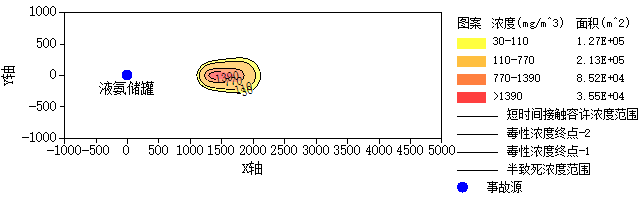 1000
500
0
-500
-1000
Y轴
液氨储罐
1390
770
110
30
-1000 -500 0 500 1000 1500 2000 2500 3000 3500 4000 4500 5000
X轴
图案 浓度(mg/m^3) 面积(m^2)
30-110 1.27E+05
110-770 2.13E+05
770-1390 8.52E+04
>1390 3.55E+04
短时间接触容许浓度范围
毒性浓度终点-2
毒性浓度终点-1
半致死浓度范围
事故源